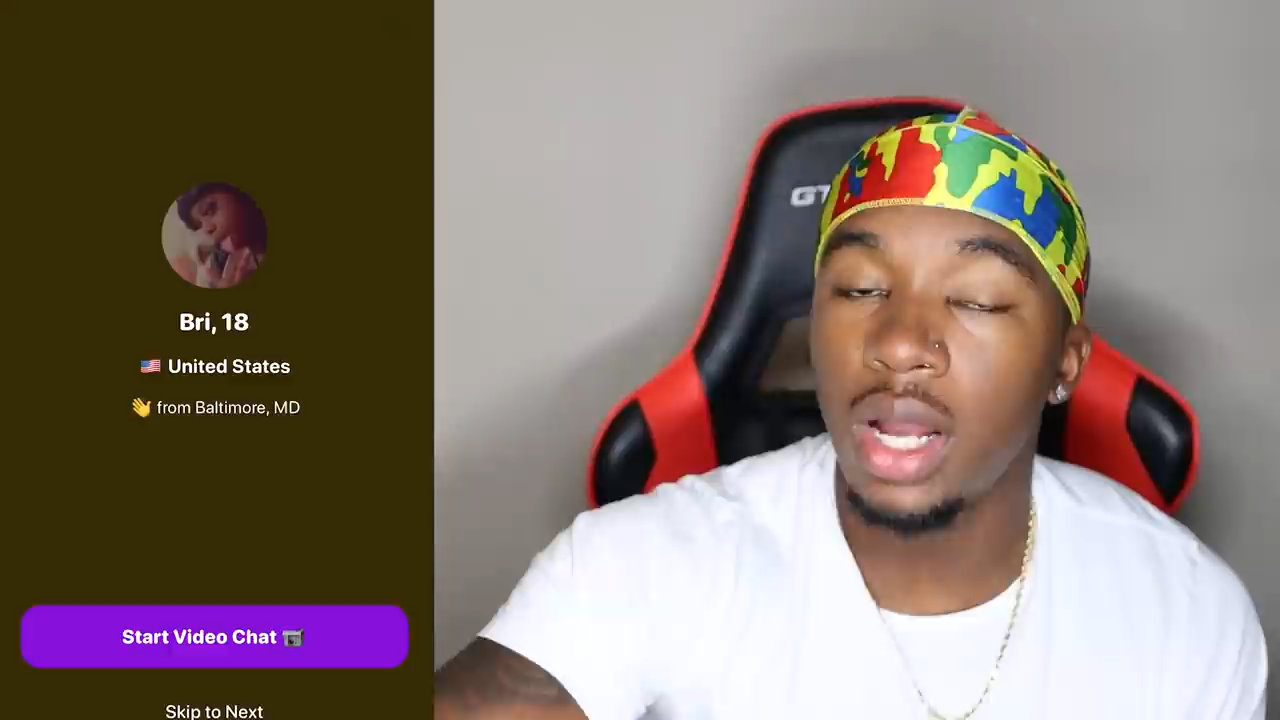 Bri, 18
🇺🇸 United States
👋 from Baltimore, MD
Start Video Chat 📹
Skip to Next
GT